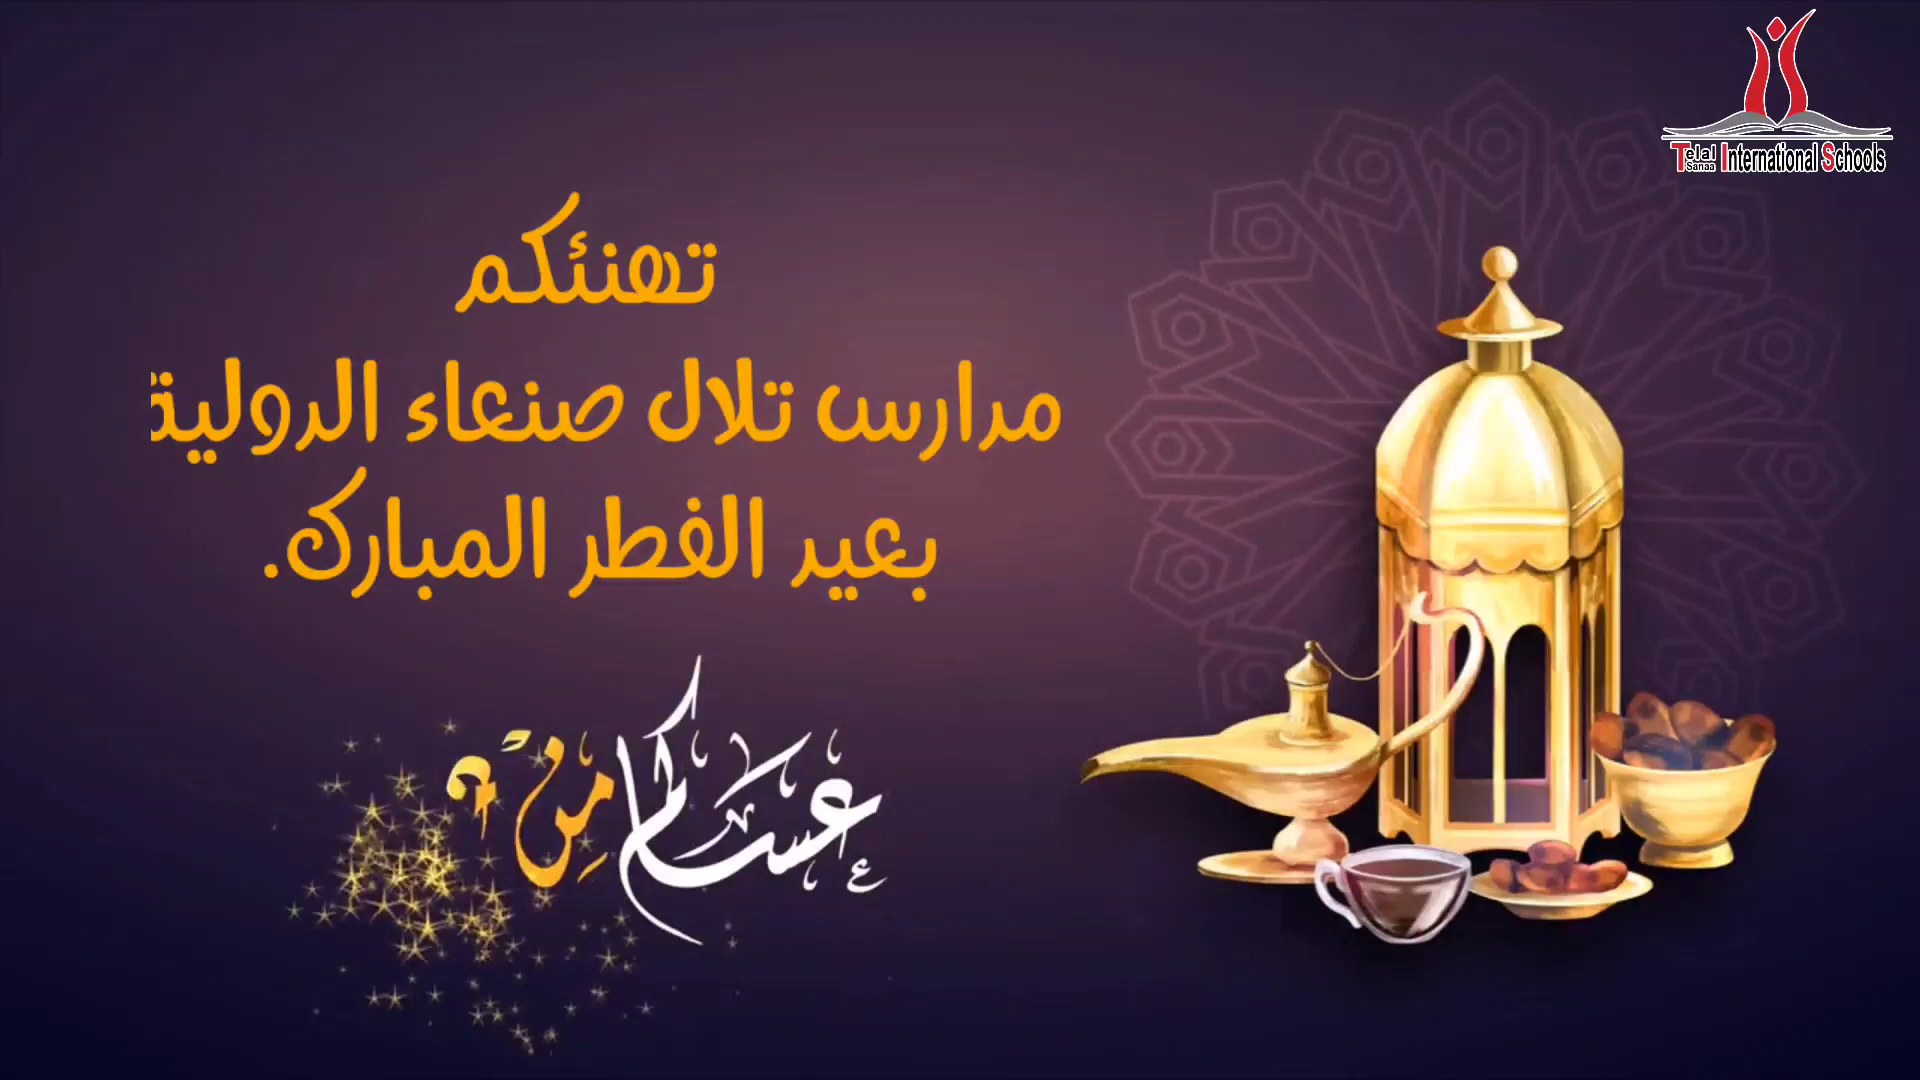 Telal Sanaa International Schools
تهنئكم
مدارس تلال صنعاء الدولية
بعيد الفطر المبارك.
عساكم من